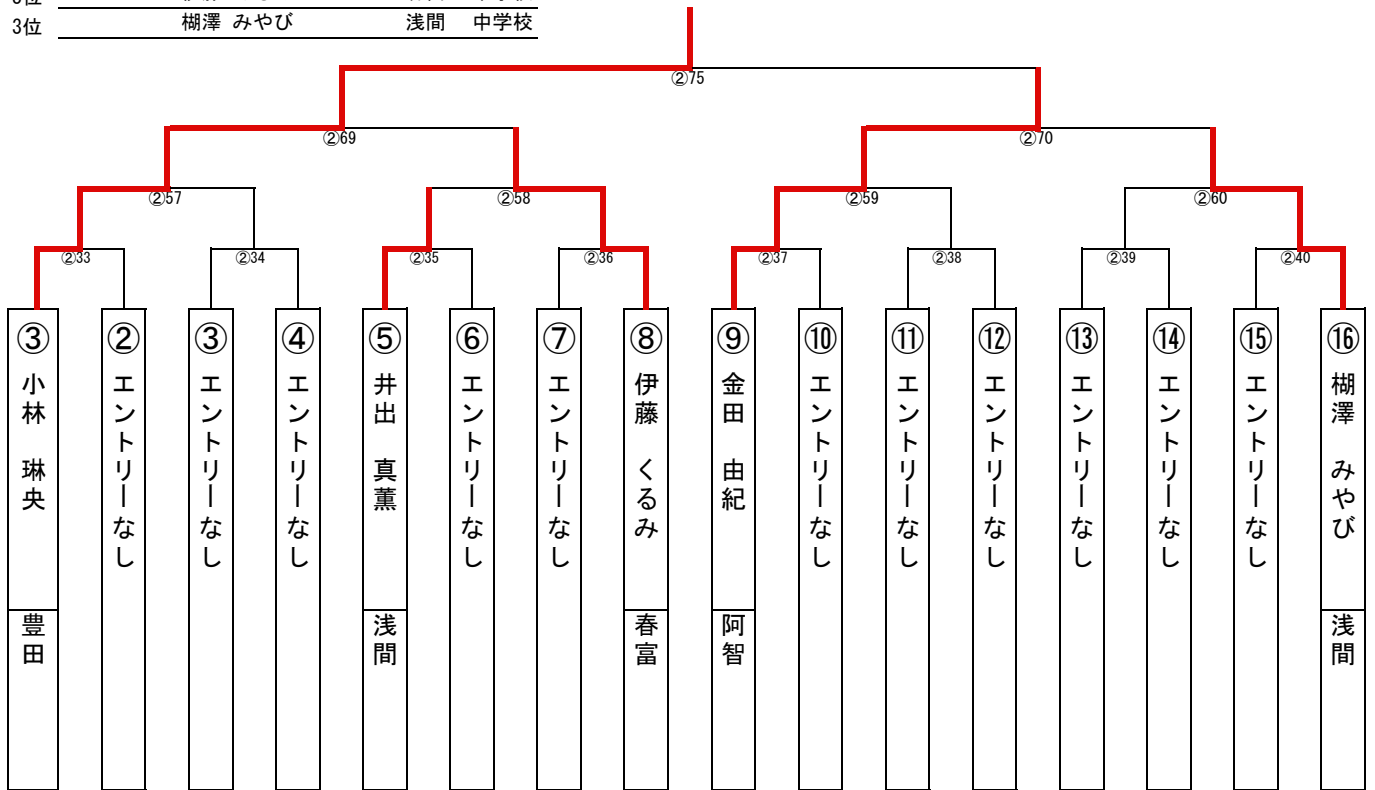 3位 榀澤 みやび 浅間 中学校
②75
②69 ②70
②57 ②58 ②59 ②60
②33 ②34 ②35 ②36 ②37 ②38 ②39 ②40
③ 小林 琳央 豊田
② エントリーなし
③ エントリーなし
④ エントリーなし
⑤ 井出 真薫 浅間
⑥ エントリーなし
⑦ エントリーなし
⑧ 伊藤 くるみ 春富
⑨ 金田 由紀 阿智
⑩ エントリーなし
⑪ エントリーなし
⑫ エントリーなし
⑬ エントリーなし
⑭ エントリーなし
⑮ エントリーなし
⑯ 楜澤 みやび 浅間